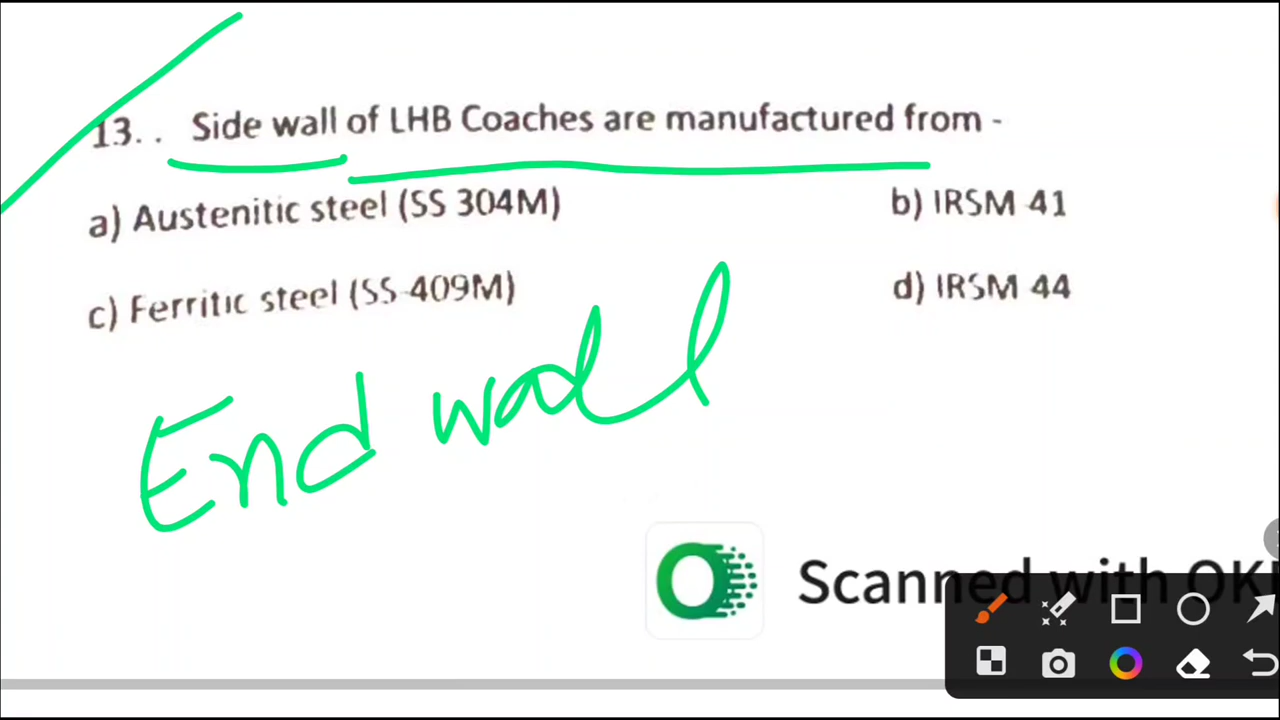 13. . Side wall of LHB Coaches are manufactured from -
a) Austenitic steel (SS 304M) b) IRSM 41
c) Ferritic steel (SS 409M) d) IRSM 44
End wall
Scanned with OK